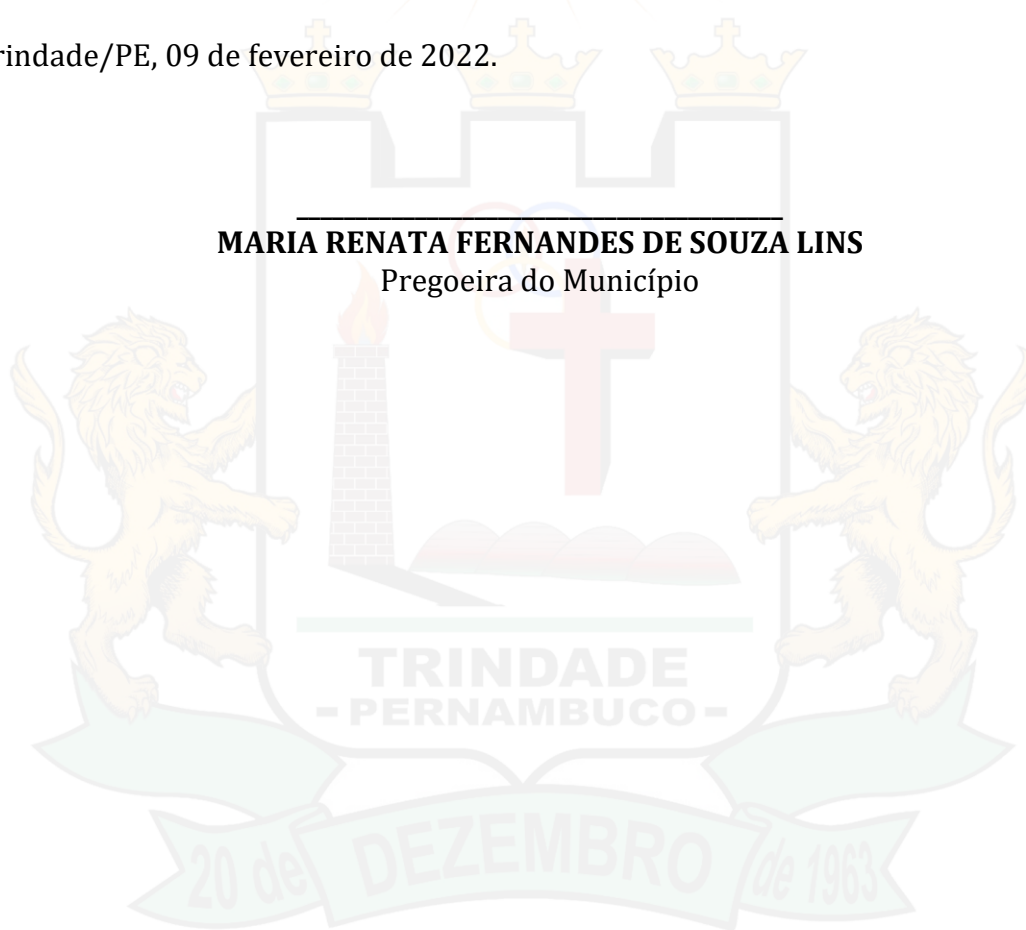 rindade/PE, 09 de fevereiro de 2022.
MARIA RENATA FERNANDES DE SOUZA LINS
Pregoeira do Município
TRINDADE
- PERNAMBUCO -
20 de DEZEMBRO de 1963